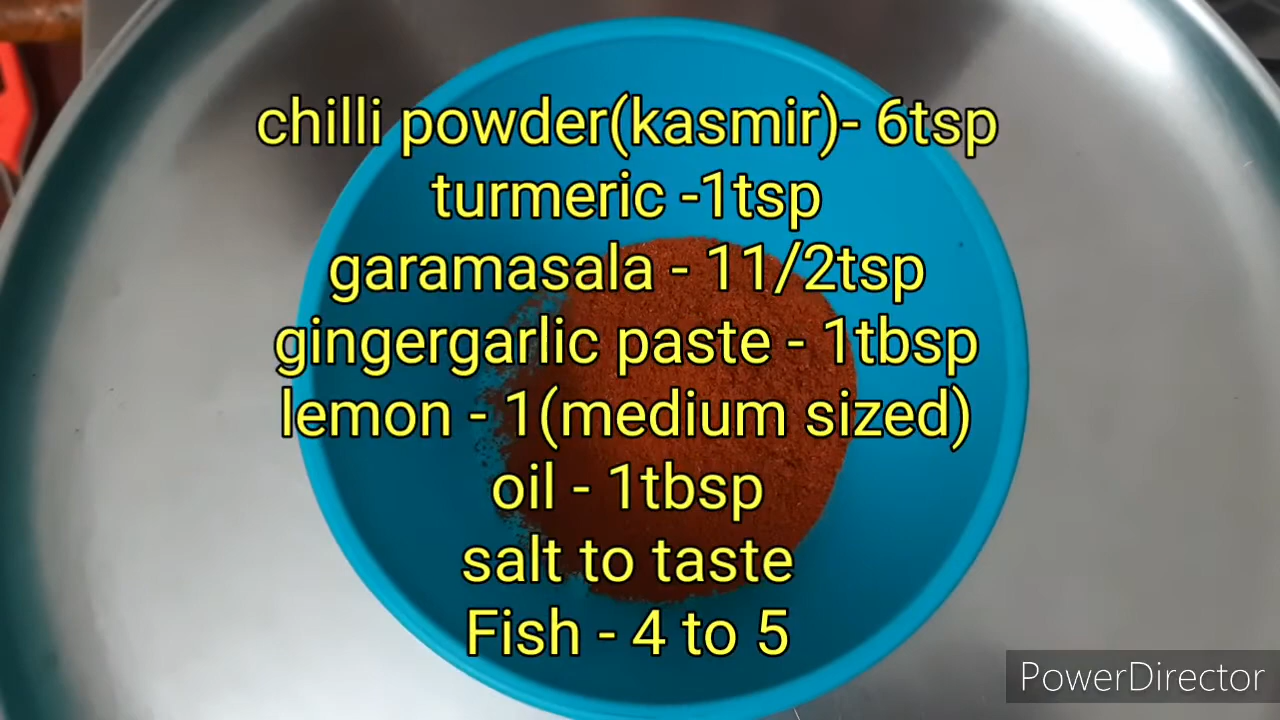 chilli powder(kasmir)- 6tsp
turmeric -1tsp
garamasala - 11/2tsp
gingergarlic paste - 1tbsp
lemon - 1(medium sized)
oil - 1tbsp
salt to taste
Fish - 4 to 5
PowerDirector